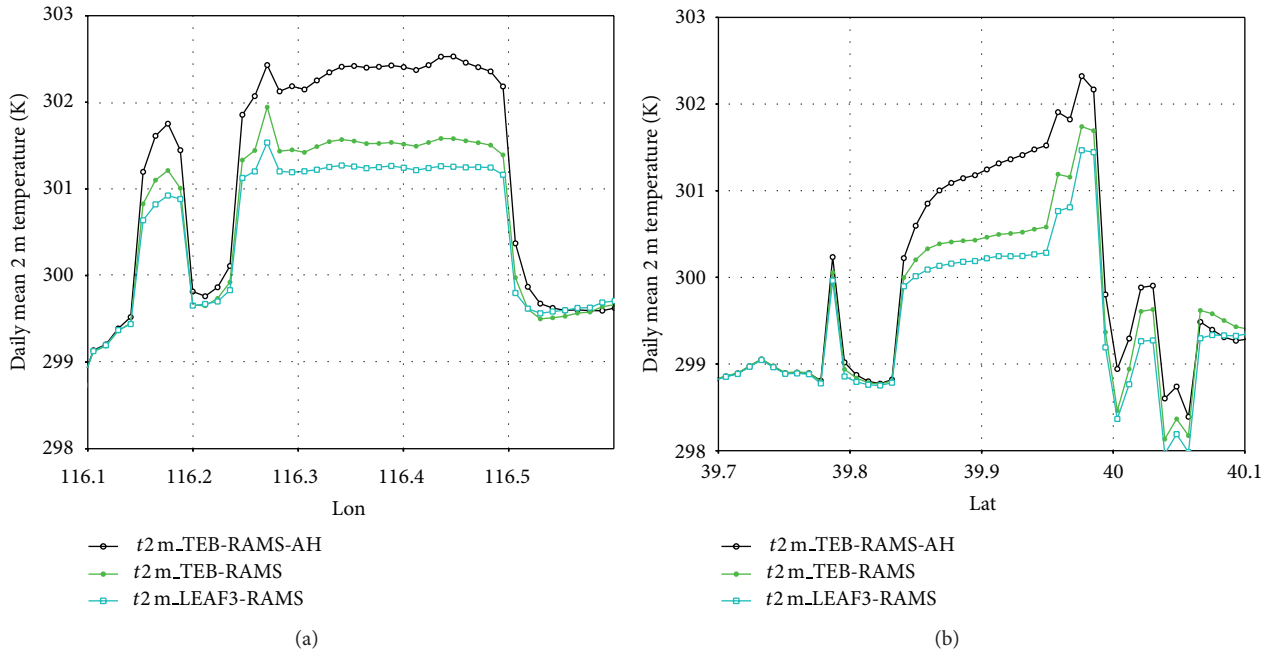 303
302
301
300
299
298
Daily mean 2 m temperature (K)
116.1 116.2 116.3 116.4 116.5
Lon
t2 m_TEB-RAMS-AH
t2 m_TEB-RAMS
t2 m_LEAF3-RAMS
(a)
303
302
301
300
299
298
Daily mean 2 m temperature (K)
39.7 39.8 39.9 40 40.1
Lat
t2 m_TEB-RAMS-AH
t2 m_TEB-RAMS
t2 m_LEAF3-RAMS
(b)